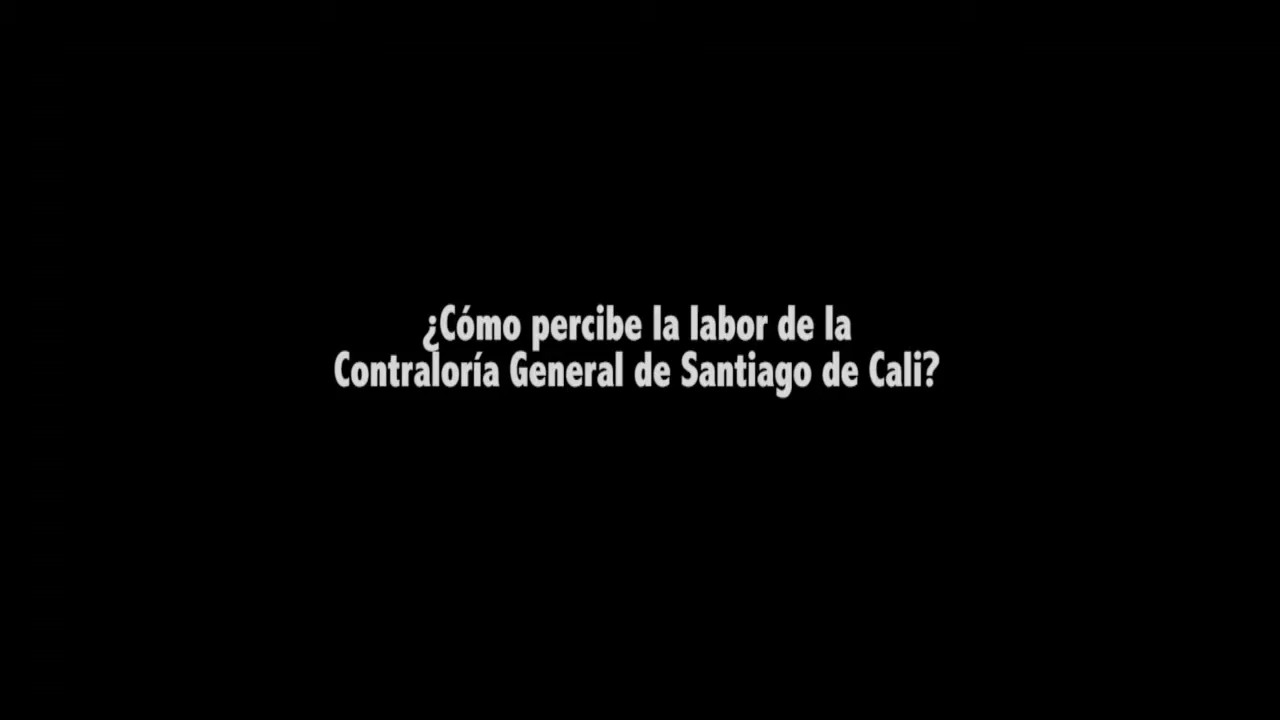 ¿Cómo percibe la labor de la
Contraloría General de Santiago de Cali?